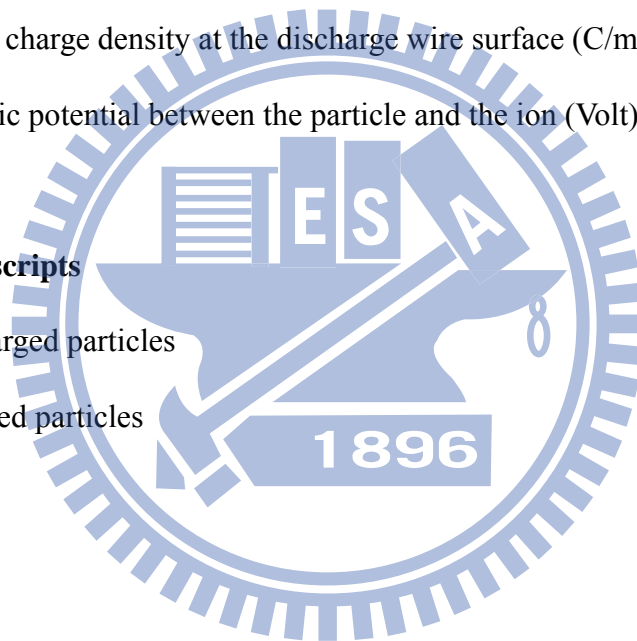 charge density at the discharge wire surface (C/m
ic potential between the particle and the ion (Volt)
E S A
scripts
arged particles
ed particles
1896